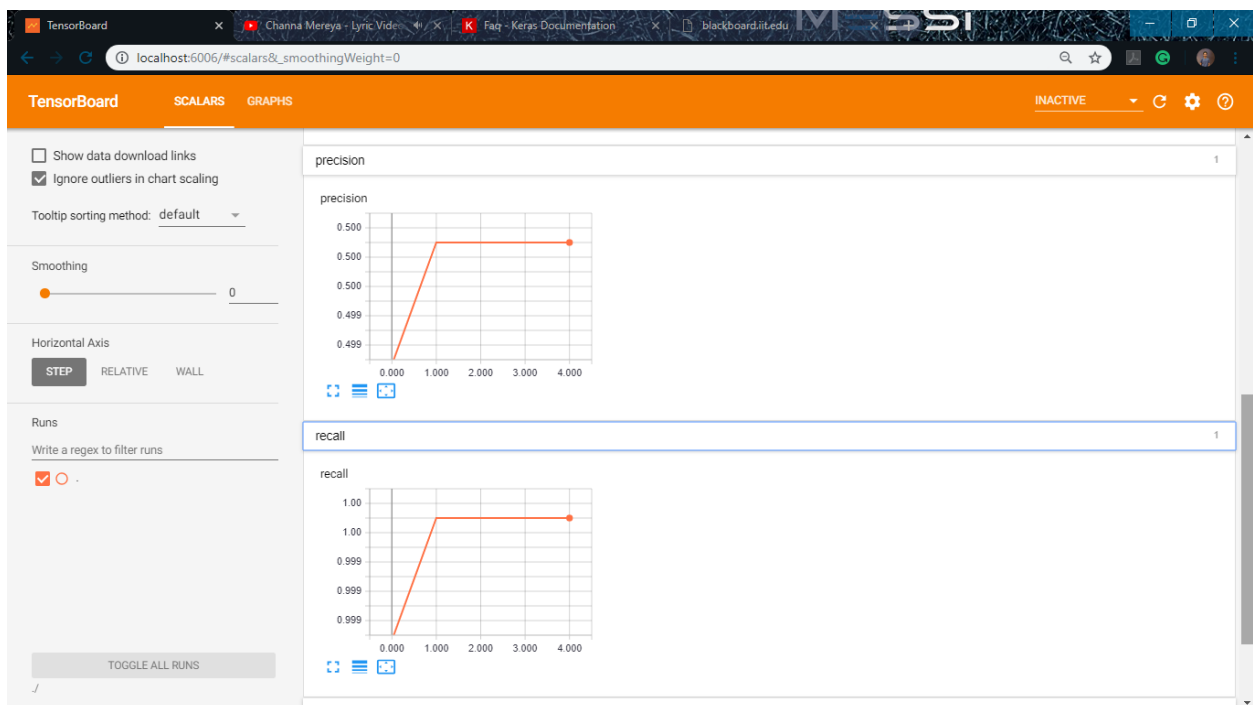 TensorBoard
Channa Mereya - Lyric Video
Faq - Keras Documentation
blackboard.iit.edu
MESSI
localhost:6006/#scalars&_smoothingWeight=0
TensorBoard SCALARS GRAPHS INACTIVE
Show data download links
Ignore outliers in chart scaling
Tooltip sorting method: default
Smoothing
0
Horizontal Axis
STEP RELATIVE WALL
Runs
Write a regex to filter runs
.
TOGGLE ALL RUNS
./
precision 1
precision
0.500
0.500
0.500
0.499
0.499
0.000 1.000 2.000 3.000 4.000
recall 1
recall
1.00
1.00
0.999
0.999
0.999
0.000 1.000 2.000 3.000 4.000